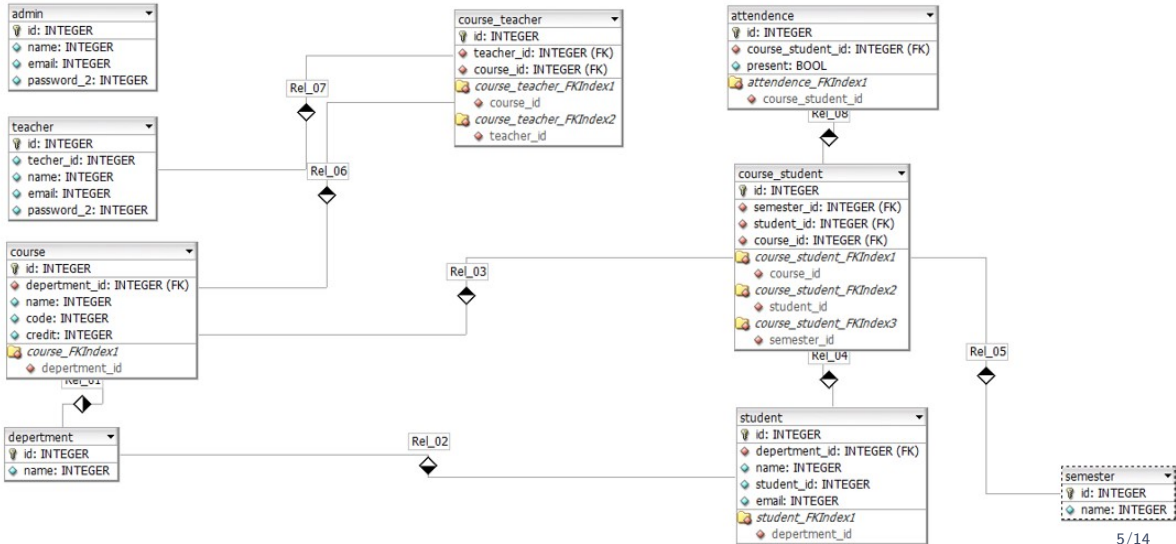 admin
id: INTEGER
name: INTEGER
email: INTEGER
password_2: INTEGER
teacher
id: INTEGER
techer_id: INTEGER
name: INTEGER
email: INTEGER
password_2: INTEGER
course
id: INTEGER
depertment_id: INTEGER (FK)
name: INTEGER
code: INTEGER
credit: INTEGER
course_FKIndex1
depertment_id
Rel_01
depertment
id: INTEGER
name: INTEGER
Rel_07
Rel_06
Rel_03
Rel_02
course_teacher
id: INTEGER
teacher_id: INTEGER (FK)
course_id: INTEGER (FK)
course_teacher_FKIndex1
course_id
course_teacher_FKIndex2
teacher_id
attendence
id: INTEGER
course_student_id: INTEGER (FK)
present: BOOL
attendence_FKIndex1
course_student_id
Rel_08
course_student
id: INTEGER
semester_id: INTEGER (FK)
student_id: INTEGER (FK)
course_id: INTEGER (FK)
course_student_FKIndex1
course_id
course_student_FKIndex2
student_id
course_student_FKIndex3
semester_id
Rel_04
Rel_05
student
id: INTEGER
depertment_id: INTEGER (FK)
name: INTEGER
student_id: INTEGER
email: INTEGER
student_FKIndex1
depertment_id
semester
id: INTEGER
name: INTEGER
5/14